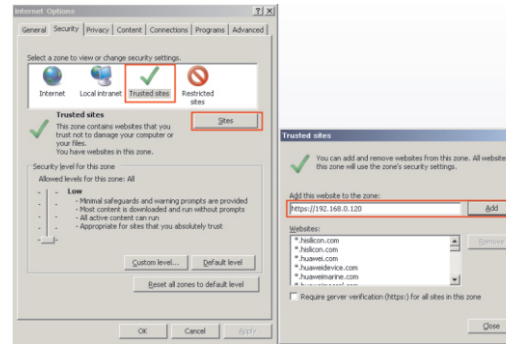 Internet Options
General Security Privacy Content Connections Programs Advanced
Select a zone to view or change security settings.
Internet Local intranet Trusted sites Restricted sites
Trusted sites
This zone contains websites that you
trust not to damage your computer or
your files.
You have websites in this zone.
Sites
Security level for this zone
Allowed levels for this zone: All
Low
- Minimal safeguards and warning prompts are provided
- Most content is downloaded and run without prompts
- All active content can run
- Appropriate for sites that you absolutely trust
Custom level... Default level
Reset all zones to default level
OK Cancel Apply
Trusted sites
You can add and remove websites from this zone. All website
this zone will use the zone's security settings.
Add this website to the zone:
https://192.168.0.120 Add
Websites:
*.hisilicon.com Remove
*.huawei.com
*.huaweidevice.com
*.huaweimarine.com
Require server verification (https:) for all sites in this zone
Close